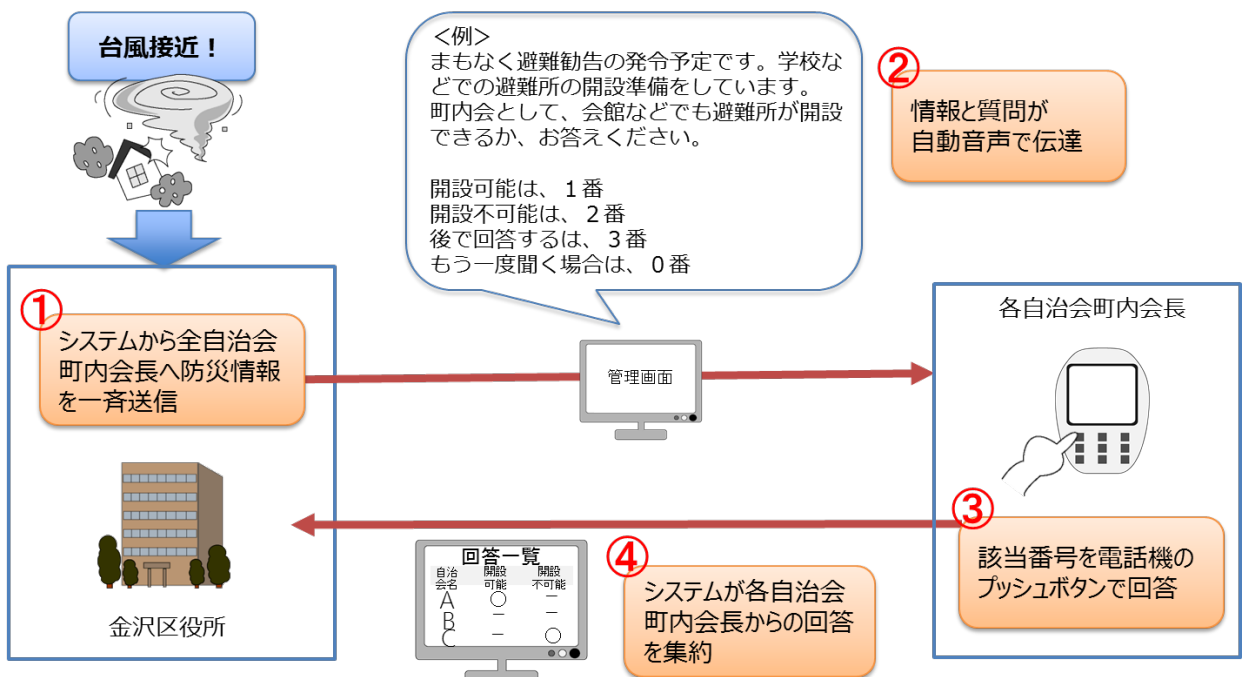 台風接近！
＜例＞
まもなく避難勧告の発令予定です。学校な
どでの避難所の開設準備をしています。
町内会として、会館などでも避難所が開設
できるか、お答えください。
開設可能は、１番
開設不可能は、２番
後で回答するは、３番
もう一度聞く場合は、０番
②
情報と質問が
自動音声で伝達
①
システムから全自治会
町内会長へ防災情報
を一斉送信
管理画面
各自治会町内会長
金沢区役所
③
該当番号を電話機の
プッシュボタンで回答
回答一覧
自治会名 開設可能 開設不可能
A ○ －
B － －
C － ○
④
システムが各自治会
町内会長からの回答
を集約